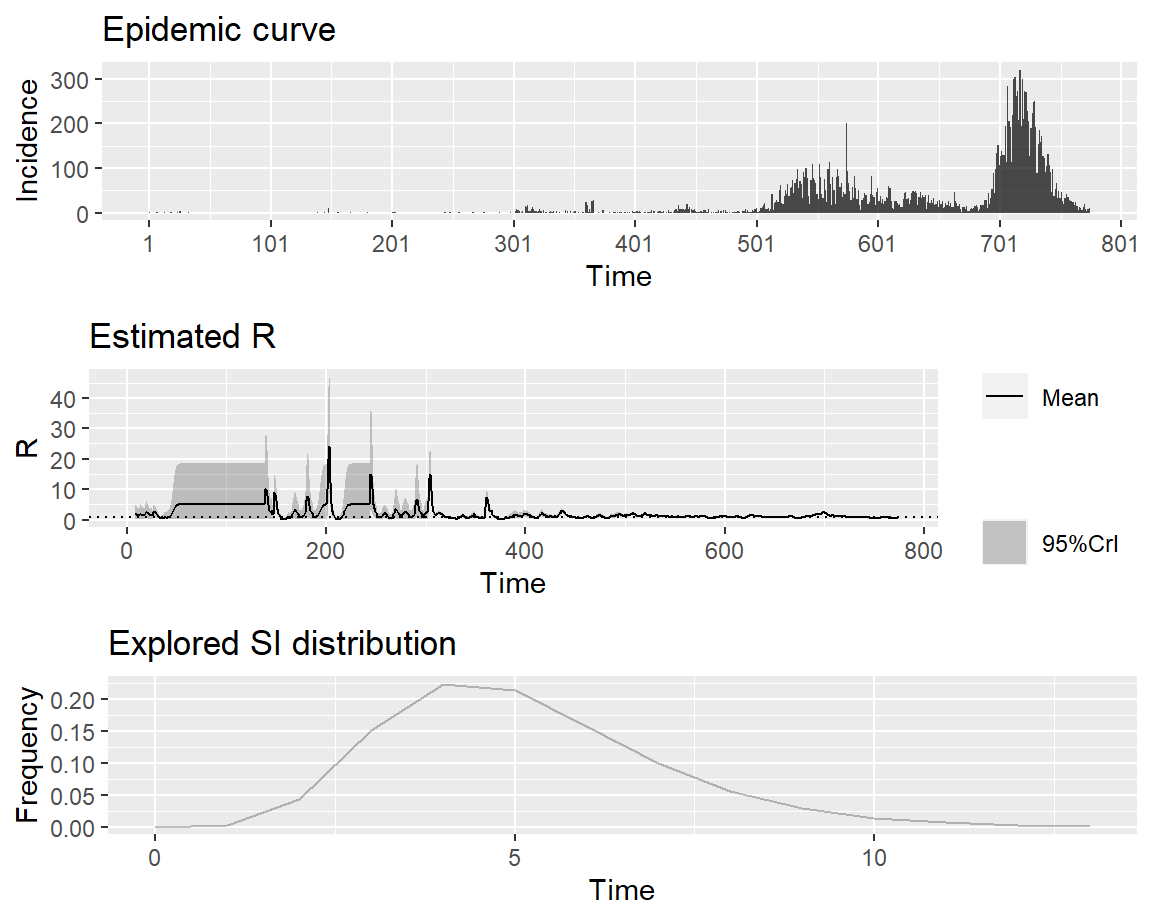 Epidemic curve
300
200
100
0
Incidence
1 101 201 301 401 501 601 701 801
Time
Estimated R
40
30
20
10
0
R
0 200 400 600 800
Time
Mean
95%CrI
Explored SI distribution
0.20
0.15
0.10
0.05
0.00
Frequency
0 5 10
Time